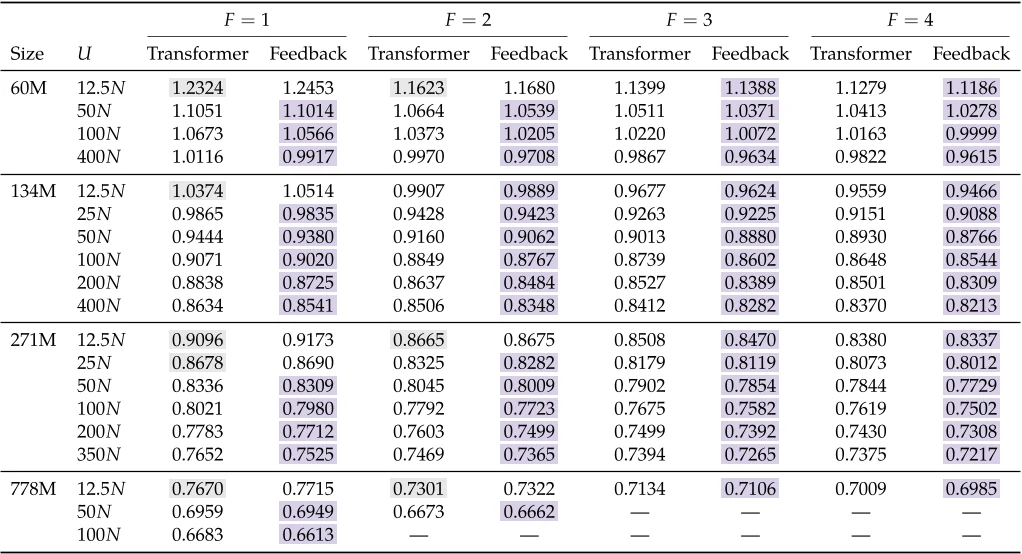 F = 1 F = 2 F = 3 F = 4
Size U Transformer Feedback Transformer Feedback Transformer Feedback Transformer Feedback
60M 12.5N 1.2324 1.2453 1.1623 1.1680 1.1399 1.1388 1.1279 1.1186
50N 1.1051 1.1014 1.0664 1.0539 1.0511 1.0371 1.0413 1.0278
100N 1.0673 1.0566 1.0373 1.0205 1.0220 1.0072 1.0163 0.9999
400N 1.0116 0.9917 0.9970 0.9708 0.9867 0.9634 0.9822 0.9615
134M 12.5N 1.0374 1.0514 0.9907 0.9889 0.9677 0.9624 0.9559 0.9466
25N 0.9865 0.9835 0.9428 0.9423 0.9263 0.9225 0.9151 0.9088
50N 0.9444 0.9380 0.9160 0.9062 0.9013 0.8880 0.8930 0.8766
100N 0.9071 0.9020 0.8849 0.8767 0.8739 0.8602 0.8648 0.8544
200N 0.8838 0.8725 0.8637 0.8484 0.8527 0.8389 0.8501 0.8309
400N 0.8634 0.8541 0.8506 0.8348 0.8412 0.8282 0.8370 0.8213
271M 12.5N 0.9096 0.9173 0.8665 0.8675 0.8508 0.8470 0.8380 0.8337
25N 0.8678 0.8690 0.8325 0.8282 0.8179 0.8119 0.8073 0.8012
50N 0.8336 0.8309 0.8045 0.8009 0.7902 0.7854 0.7844 0.7729
100N 0.8021 0.7980 0.7792 0.7723 0.7675 0.7582 0.7619 0.7502
200N 0.7783 0.7712 0.7603 0.7499 0.7499 0.7392 0.7430 0.7308
350N 0.7652 0.7525 0.7469 0.7365 0.7394 0.7265 0.7375 0.7217
778M 12.5N 0.7670 0.7715 0.7301 0.7322 0.7134 0.7106 0.7009 0.6985
50N 0.6959 0.6949 0.6673 0.6662 — — — —
100N 0.6683 0.6613 — — — — — —